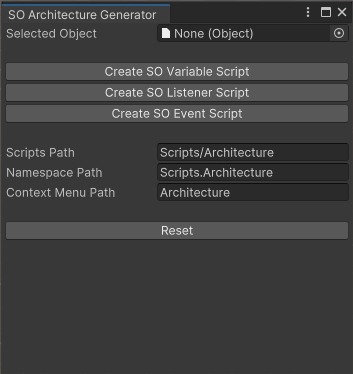 SO Architecture Generator
Selected Object None (Object)
Create SO Variable Script
Create SO Listener Script
Create SO Event Script
Scripts Path Scripts/Architecture
Namespace Path Scripts.Architecture
Context Menu Path Architecture
Reset